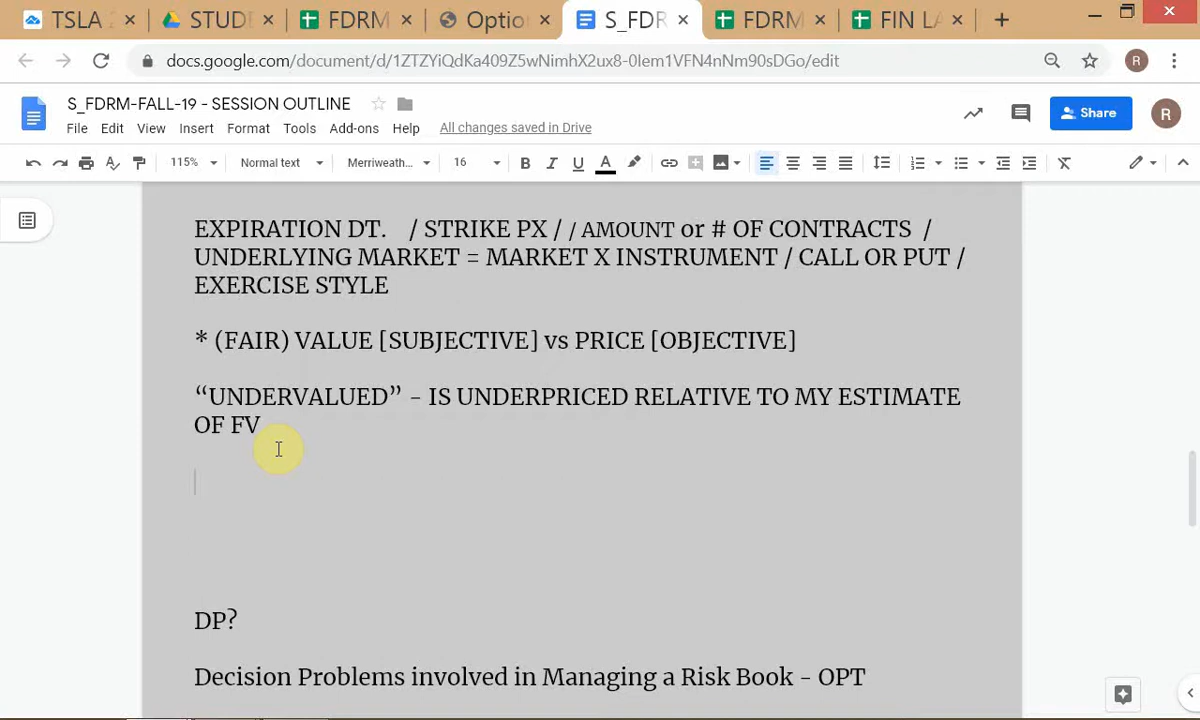 TSLA
STUD
FDRM
Optio
S_FDR
FDRM
FIN LA
docs.google.com/document/d/1ZTZYiQdKa409Z5wNimhX2ux8-0lem1VFN4nNm90sDGo/edit
R
S_FDRM-FALL-19 - SESSION OUTLINE
File Edit View Insert Format Tools Add-ons Help All changes saved in Drive
Share
R
115% Normal text Merriweath... 16 B I U A
EXPIRATION DT. / STRIKE PX / / AMOUNT or # OF CONTRACTS /
UNDERLYING MARKET = MARKET X INSTRUMENT / CALL OR PUT /
EXERCISE STYLE
* (FAIR) VALUE [SUBJECTIVE] vs PRICE [OBJECTIVE]
“UNDERVALUED” - IS UNDERPRICED RELATIVE TO MY ESTIMATE
OF FV
DP?
Decision Problems involved in Managing a Risk Book - OPT